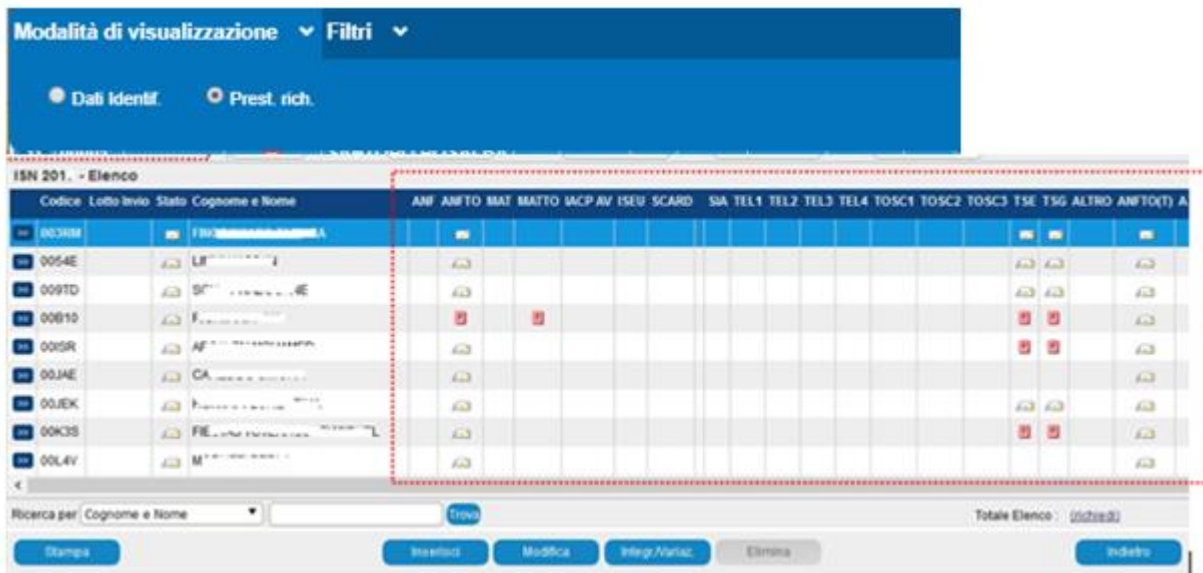 Modalità di visualizzazione Filtri
Dati Identif. Prest. rich.
ISN 201. - Elenco
Codice Lotto Invio Stato Cognome e Nome ANF ANFTO MAT MATTO IACP AV ISEU SCARD SIA TEL1 TEL2 TEL3 TEL4 TOSC1 TOSC2 TOSC3 TSE TSG ALTRO ANFTO(T) A
>> 003RM
>> 0054E
>> 009TD
>> 00B10
>> 00ISR
>> 00JAE
>> 00JEK
>> 00K3S
>> 00L4V M
Ricerca per Cognome e Nome Trova Totale Elenco : (richiedi)
Stampa Inserisci Modifica Integr./Variaz. Elimina Indietro